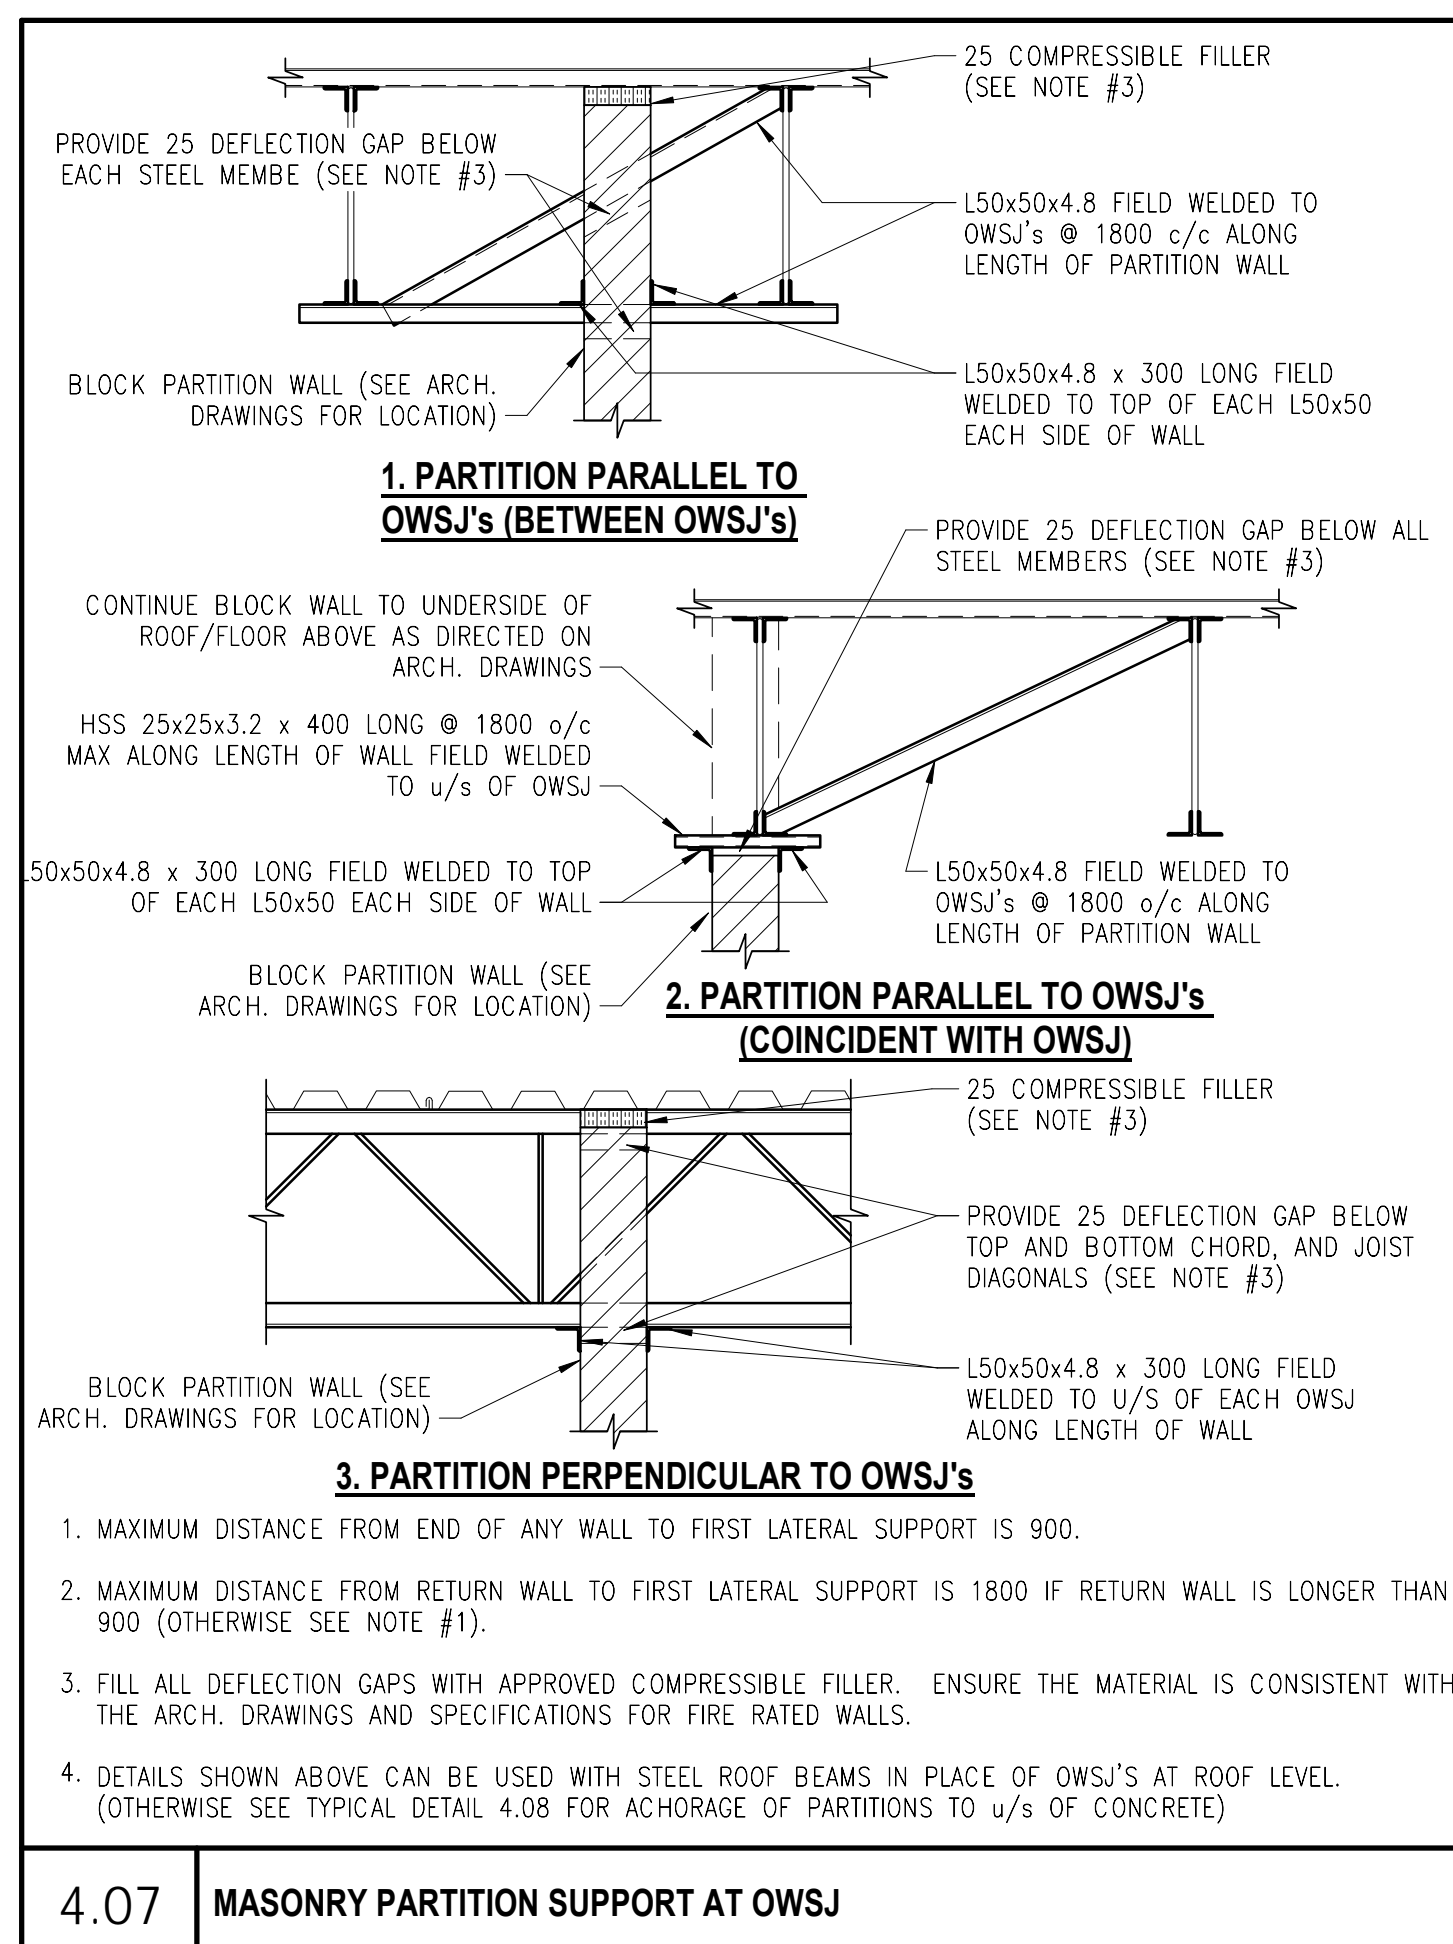 25 COMPRESSIBLE FILLER
(SEE NOTE #3)
PROVIDE 25 DEFLECTION GAP BELOW
EACH STEEL MEMBE (SEE NOTE #3)
L50x50x4.8 FIELD WELDED TO
OWSJ's @ 1800 c/c ALONG
LENGTH OF PARTITION WALL
BLOCK PARTITION WALL (SEE ARCH.
DRAWINGS FOR LOCATION)
L50x50x4.8 x 300 LONG FIELD
WELDED TO TOP OF EACH L50x50
EACH SIDE OF WALL
1. PARTITION PARALLEL TO
OWSJ's (BETWEEN OWSJ's)
PROVIDE 25 DEFLECTION GAP BELOW ALL
STEEL MEMBERS (SEE NOTE #3)
CONTINUE BLOCK WALL TO UNDERSIDE OF
ROOF/FLOOR ABOVE AS DIRECTED ON
ARCH. DRAWINGS
HSS 25x25x3.2 x 400 LONG @ 1800 o/c
MAX ALONG LENGTH OF WALL FIELD WELDED
TO u/s OF OWSJ
L50x50x4.8 x 300 LONG FIELD WELDED TO TOP
OF EACH L50x50 EACH SIDE OF WALL
L50x50x4.8 FIELD WELDED TO
OWSJ's @ 1800 o/c ALONG
LENGTH OF PARTITION WALL
BLOCK PARTITION WALL (SEE
ARCH. DRAWINGS FOR LOCATION)
2. PARTITION PARALLEL TO OWSJ's
(COINCIDENT WITH OWSJ)
25 COMPRESSIBLE FILLER
(SEE NOTE #3)
PROVIDE 25 DEFLECTION GAP BELOW
TOP AND BOTTOM CHORD, AND JOIST
DIAGONALS (SEE NOTE #3)
BLOCK PARTITION WALL (SEE
ARCH. DRAWINGS FOR LOCATION)
L50x50x4.8 x 300 LONG FIELD
WELDED TO U/S OF EACH OWSJ
ALONG LENGTH OF WALL
3. PARTITION PERPENDICULAR TO OWSJ's
1. MAXIMUM DISTANCE FROM END OF ANY WALL TO FIRST LATERAL SUPPORT IS 900.
2. MAXIMUM DISTANCE FROM RETURN WALL TO FIRST LATERAL SUPPORT IS 1800 IF RETURN WALL IS LONGER THAN
900 (OTHERWISE SEE NOTE #1).
3. FILL ALL DEFLECTION GAPS WITH APPROVED COMPRESSIBLE FILLER. ENSURE THE MATERIAL IS CONSISTENT WITH
THE ARCH. DRAWINGS AND SPECIFICATIONS FOR FIRE RATED WALLS.
4. DETAILS SHOWN ABOVE CAN BE USED WITH STEEL ROOF BEAMS IN PLACE OF OWSJ'S AT ROOF LEVEL.
(OTHERWISE SEE TYPICAL DETAIL 4.08 FOR ACHORAGE OF PARTITIONS TO u/s OF CONCRETE)
4.07 MASONRY PARTITION SUPPORT AT OWSJ